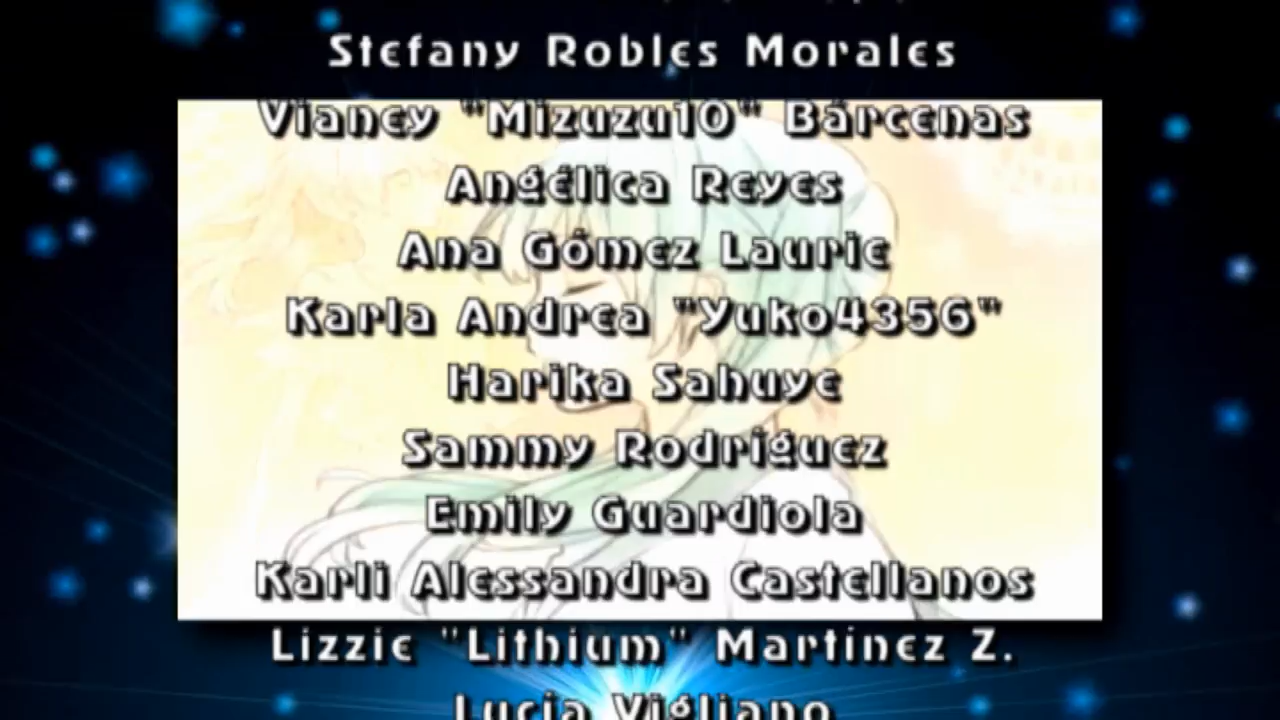 Stefany Robles Morales
Vianey "Mizuzu10" Bárcenas
Angélica Reyes
Ana Gómez Laurie
Karla Andrea "Yuko4356"
Harika Sahuye
Sammy Rodríguez
Emily Guardiola
Karli Alessandra Castellanos
Lizzie "Lithium" Martinez Z.
Lucía Vigliano